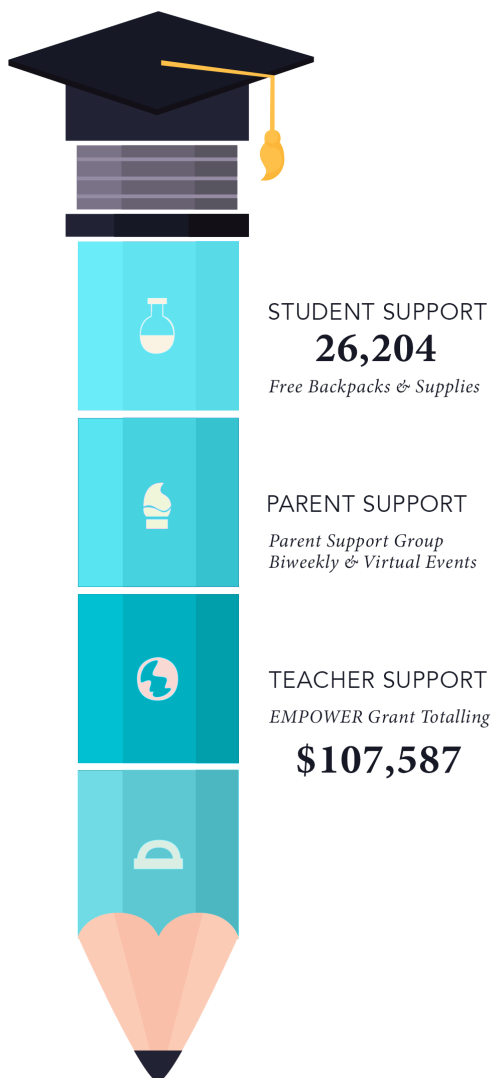 STUDENT SUPPORT
26,204
Free Backpacks & Supplies
PARENT SUPPORT
Parent Support Group
Biweekly & Virtual Events
TEACHER SUPPORT
EMPOWER Grant Totalling
$107,587